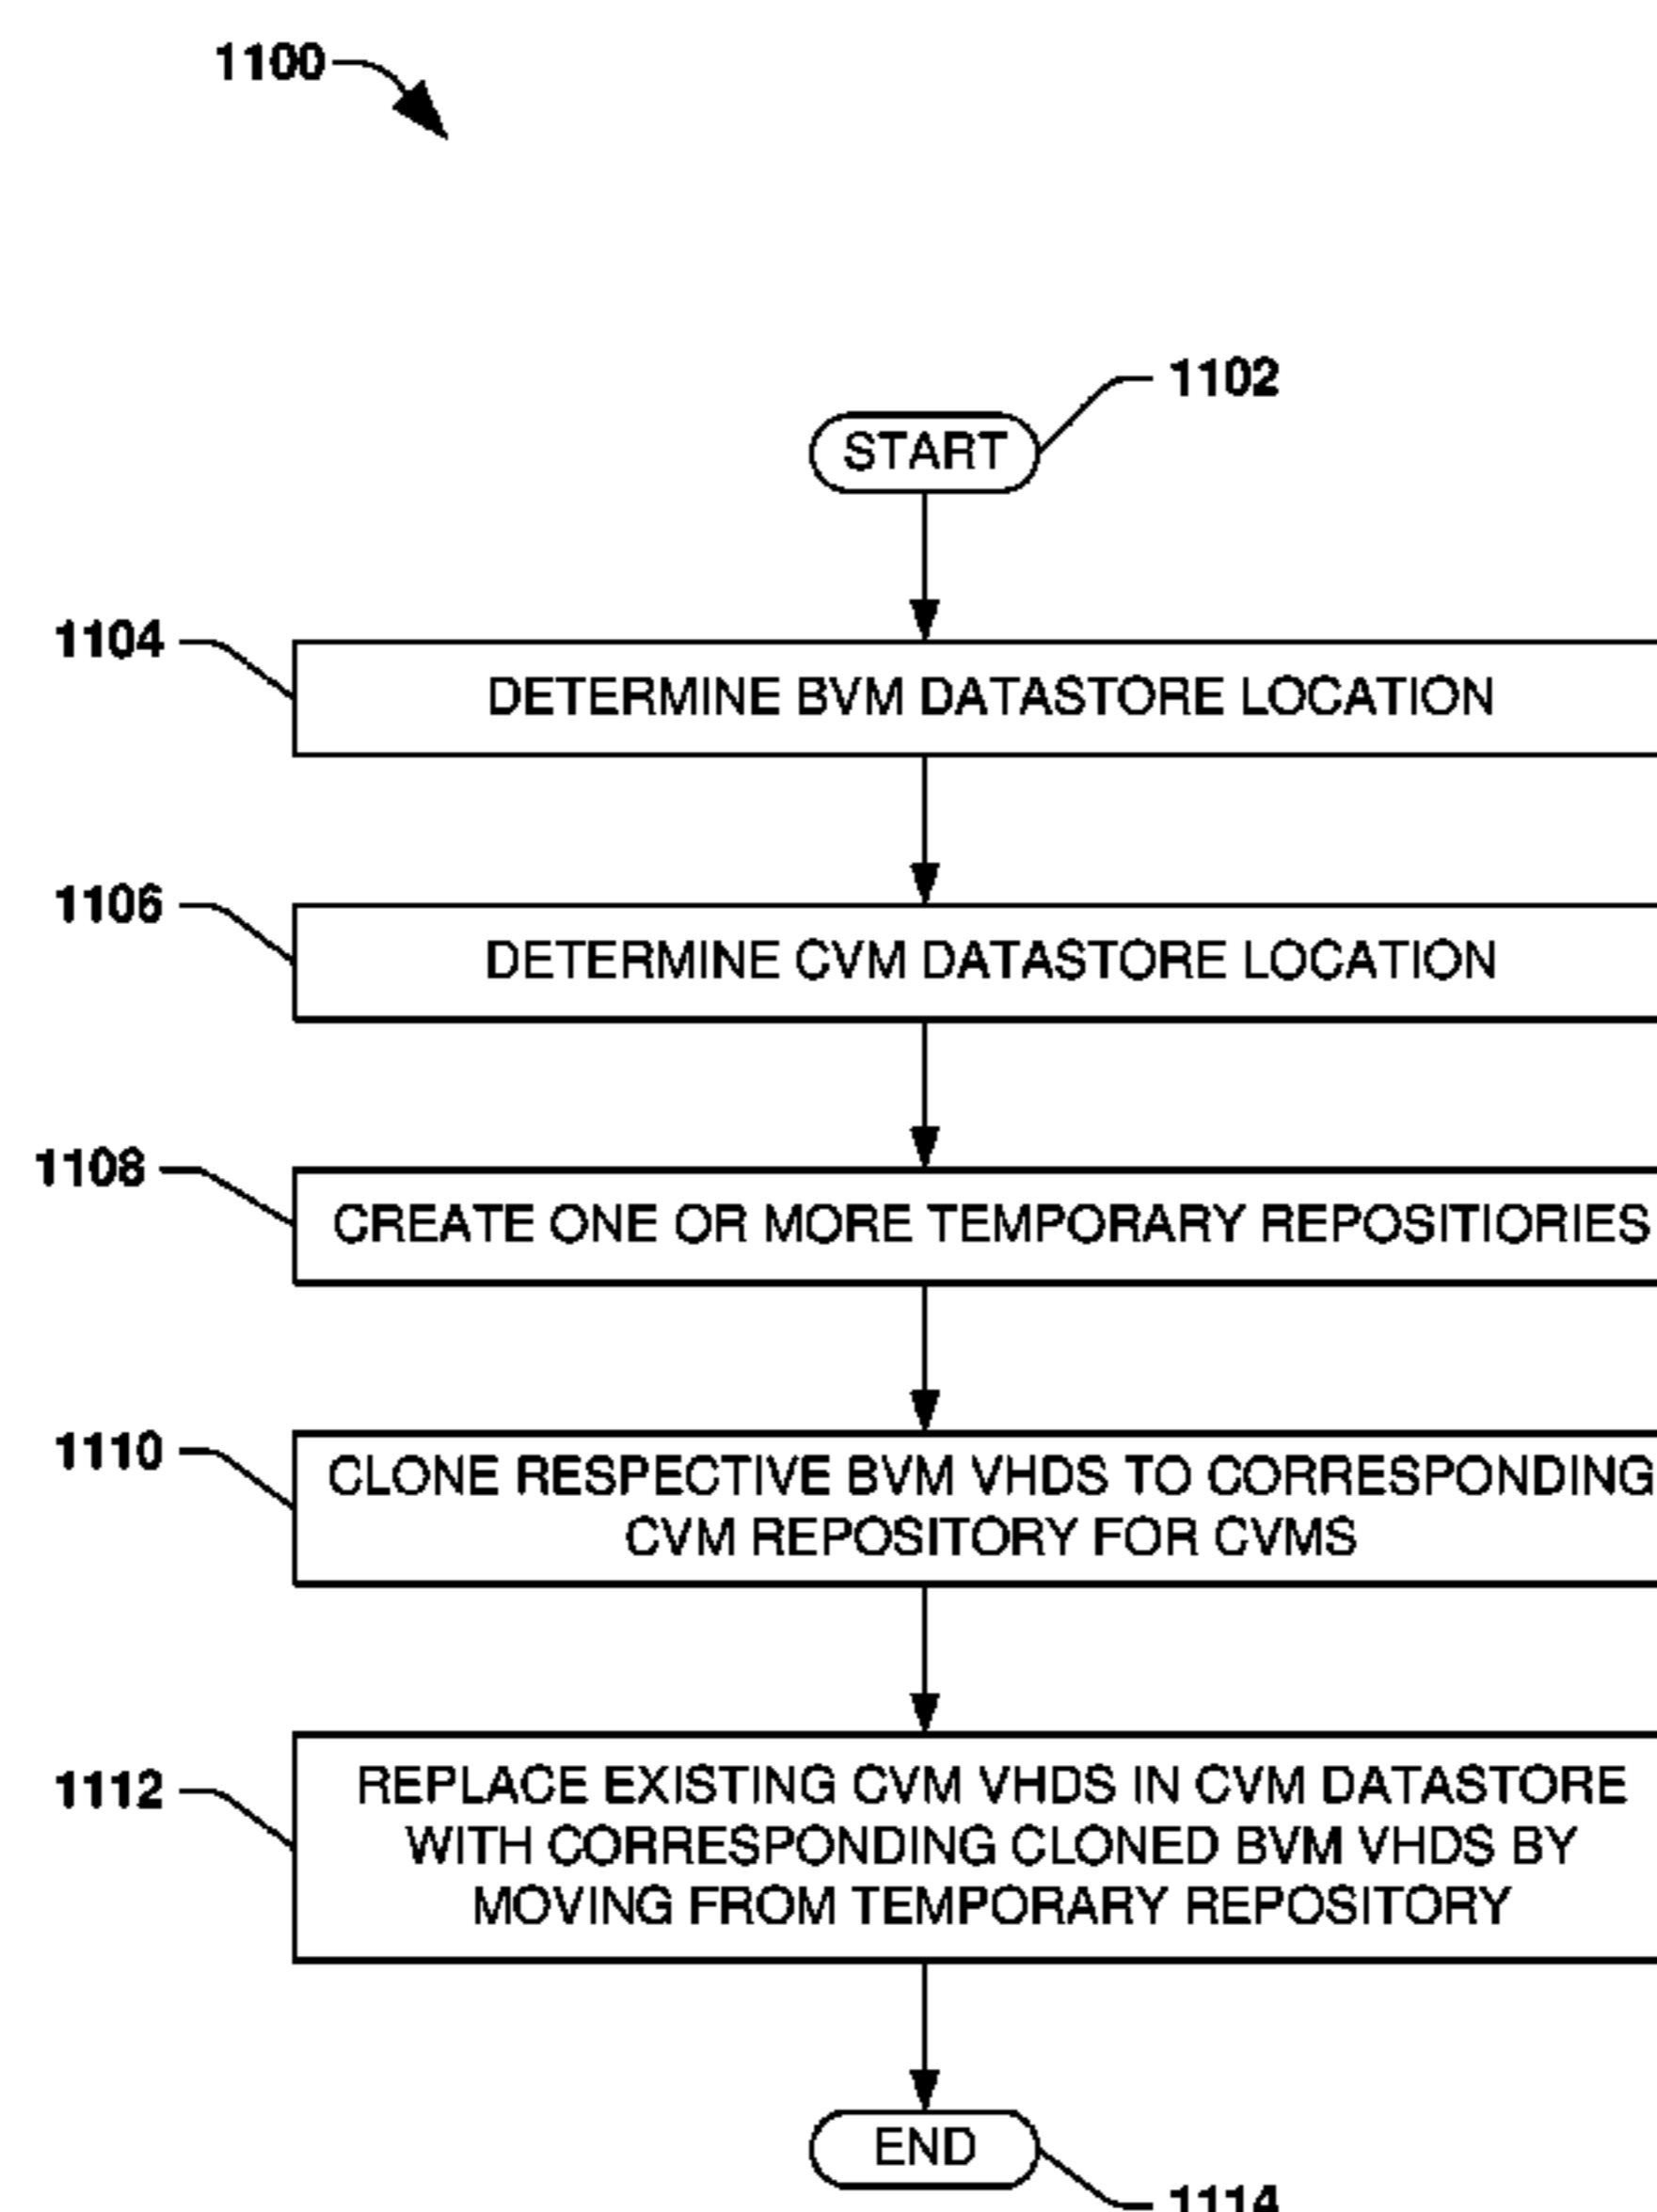 1100
1102
START
1104
DETERMINE BVM DATASTORE LOCATION
1106
DETERMINE CVM DATASTORE LOCATION
1108
CREATE ONE OR MORE TEMPORARY REPOSITIORIES
1110
CLONE RESPECTIVE BVM VHDS TO CORRESPONDING
CVM REPOSITORY FOR CVMS
1112
REPLACE EXISTING CVM VHDS IN CVM DATASTORE
WITH CORRESPONDING CLONED BVM VHDS BY
MOVING FROM TEMPORARY REPOSITORY
END
1114